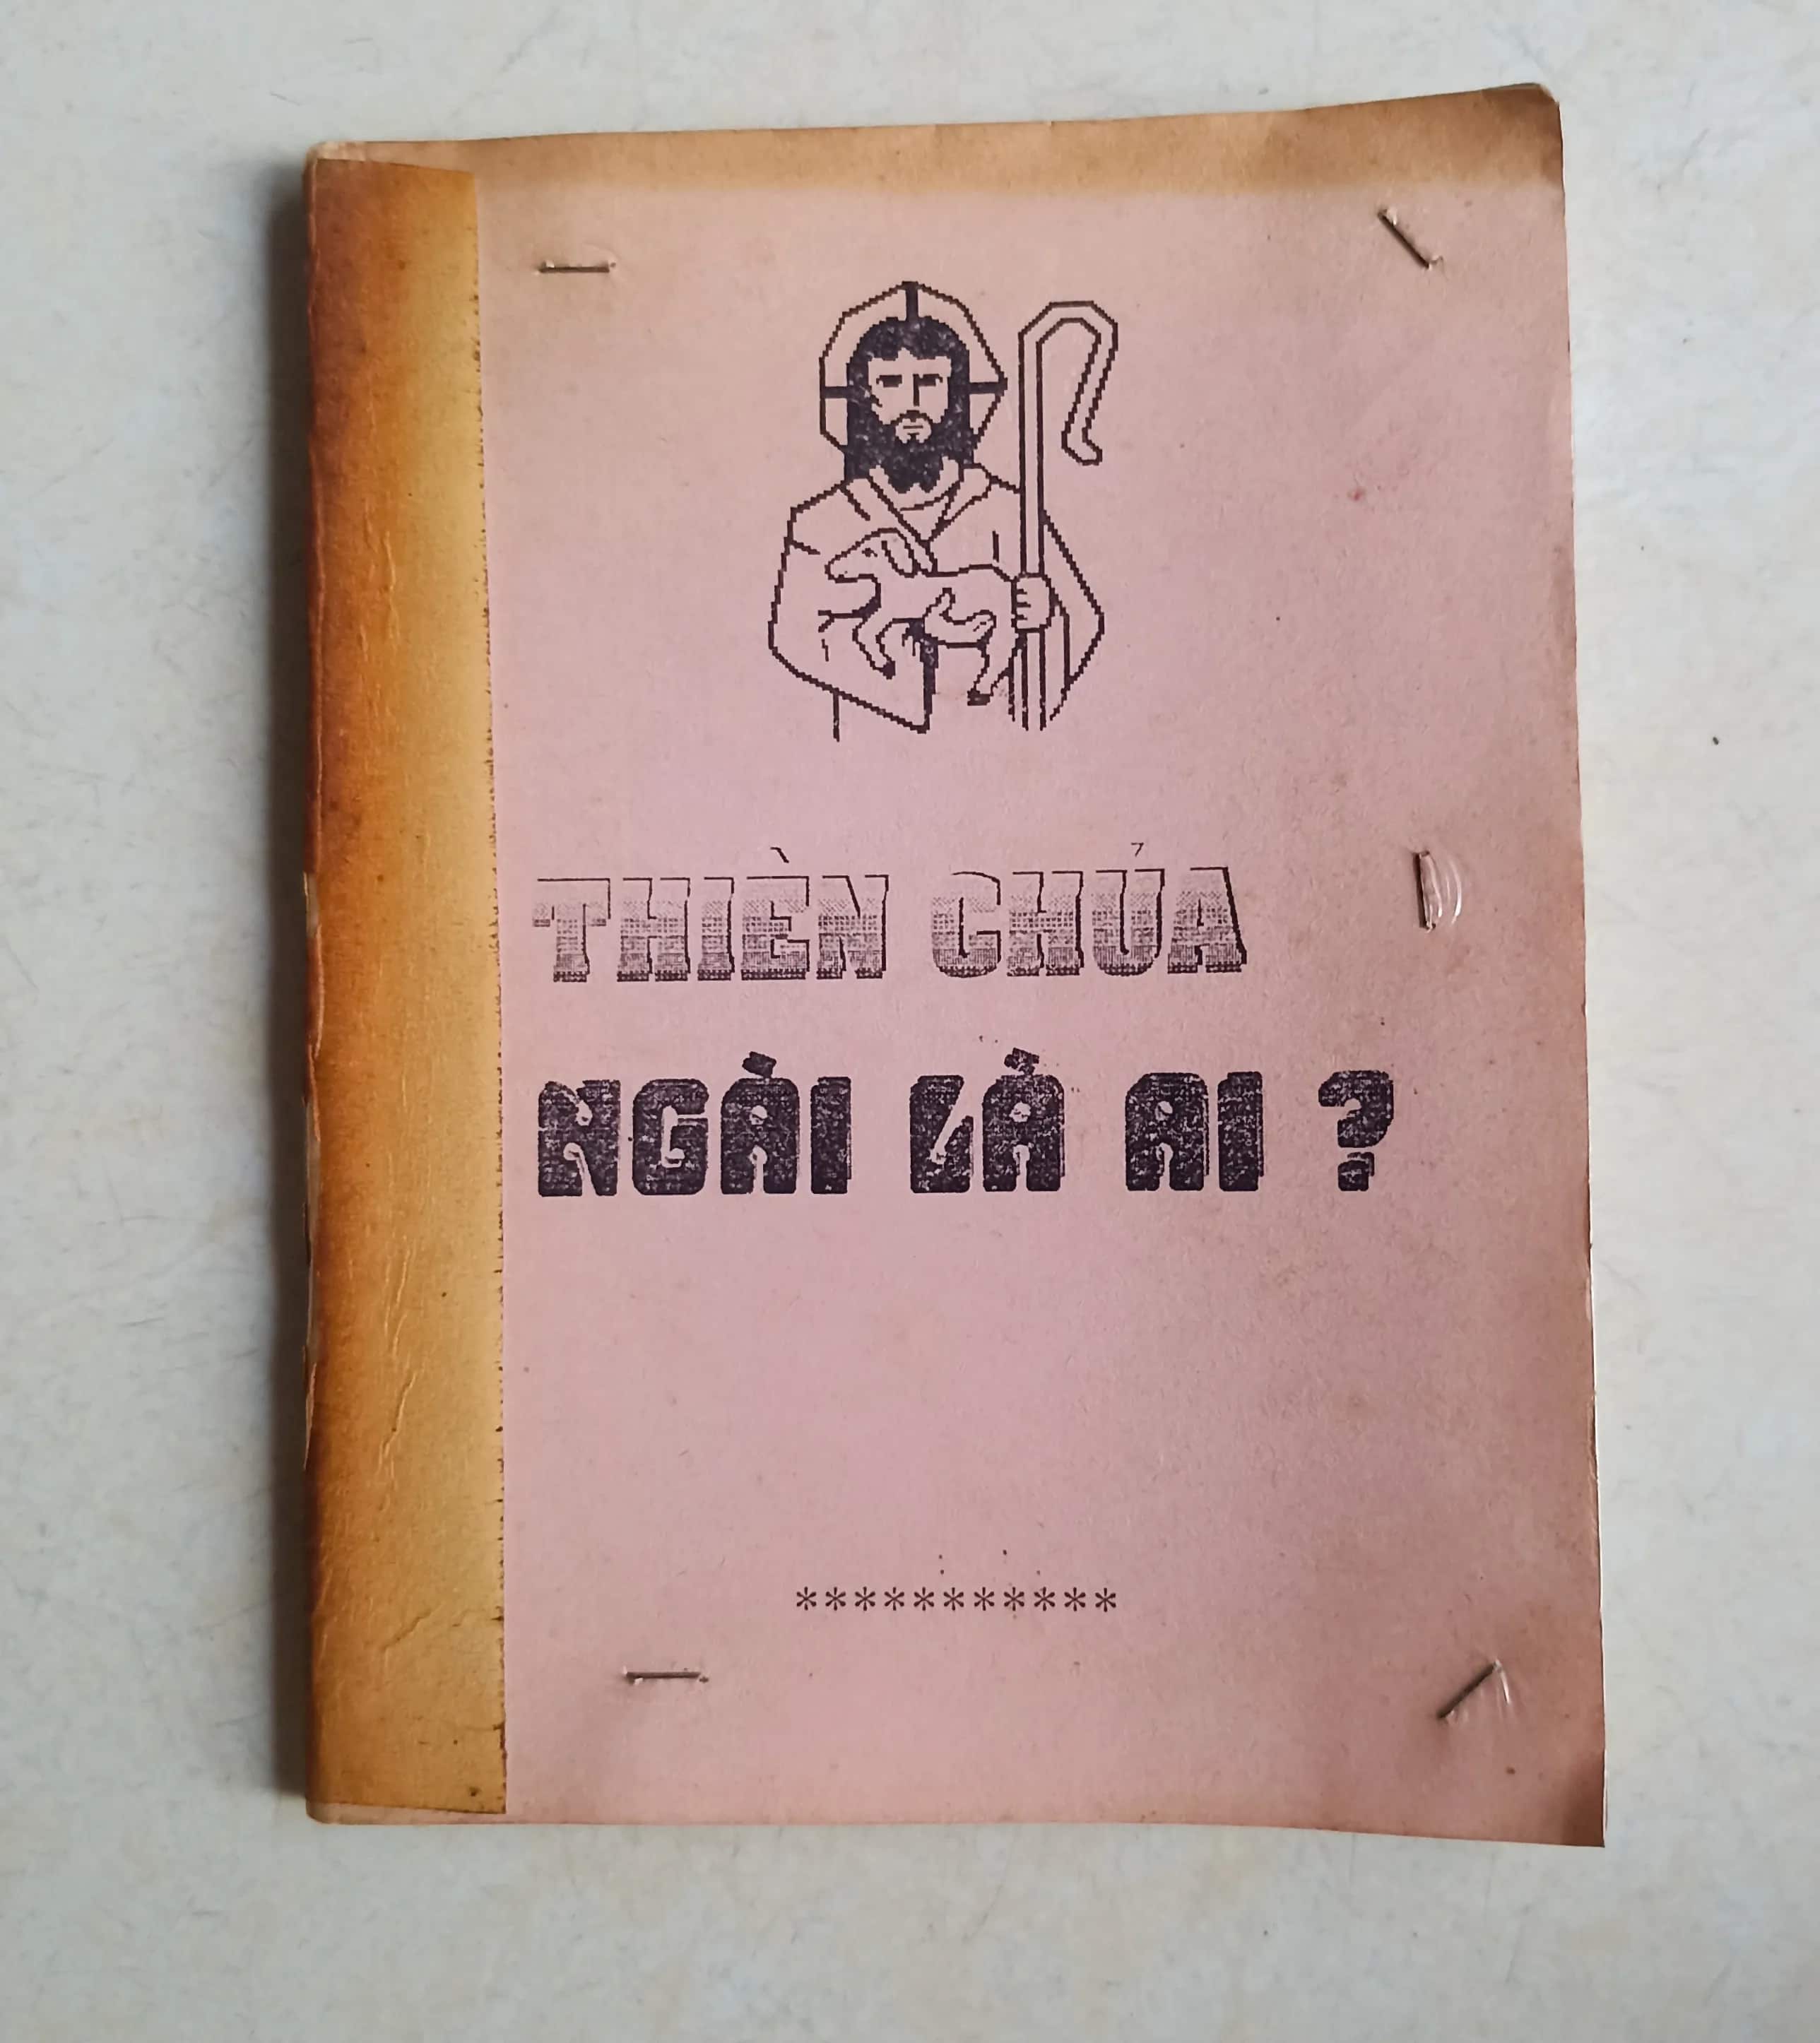 THIÈN CHỦA
NGÀI LÀ AI ?
***********